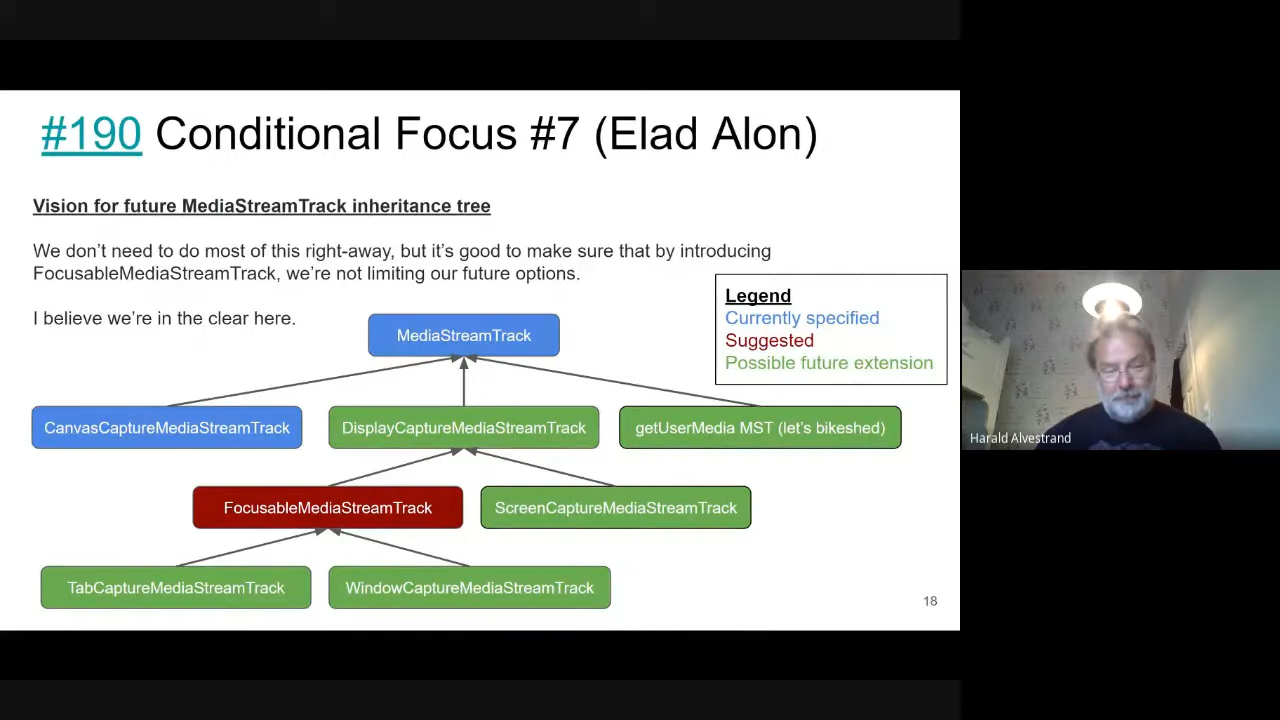 #190 Conditional Focus #7 (Elad Alon)
Vision for future MediaStreamTrack inheritance tree
We don’t need to do most of this right-away, but it’s good to make sure that by introducing
FocusableMediaStreamTrack, we’re not limiting our future options.
I believe we’re in the clear here.
Legend
Currently specified
Suggested
Possible future extension
MediaStreamTrack
CanvasCaptureMediaStreamTrack
DisplayCaptureMediaStreamTrack
getUserMedia MST (let’s bikeshed)
FocusableMediaStreamTrack
ScreenCaptureMediaStreamTrack
TabCaptureMediaStreamTrack
WindowCaptureMediaStreamTrack
18
Harald Alvestrand